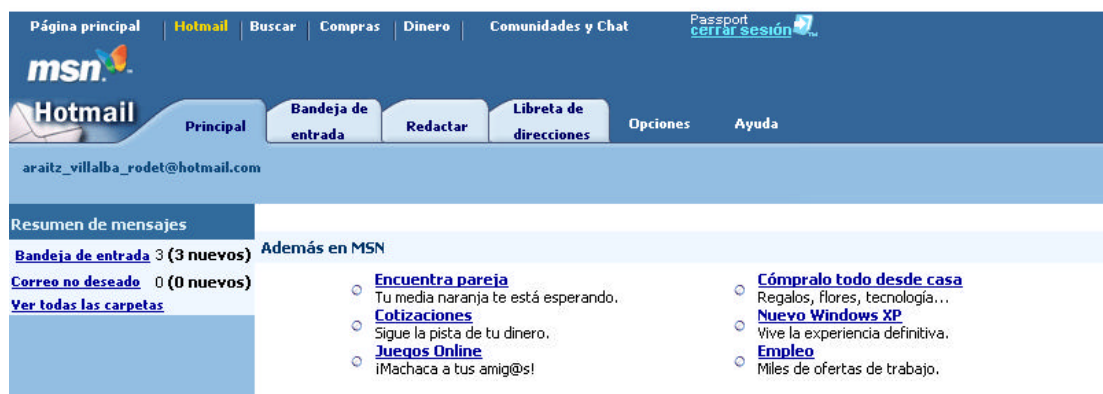 Página principal Hotmail Buscar Compras Dinero Comunidades y Chat Passport
cerrar sesión
msn
Hotmail
Principal Bandeja de entrada Redactar Libreta de direcciones Opciones Ayuda
araitz_villalba_rodet@hotmail.com
Resumen de mensajes
Bandeja de entrada 3 (3 nuevos)
Correo no deseado 0 (0 nuevos)
Ver todas las carpetas
Además en MSN
Encuentra pareja
Tu media naranja te está esperando.
Cotizaciones
Sigue la pista de tu dinero.
Juegos Online
¡Machaca a tus amig@s!
Cómpralo todo desde casa
Regalos, flores, tecnología...
Nuevo Windows XP
Vive la experiencia definitiva.
Empleo
Miles de ofertas de trabajo.